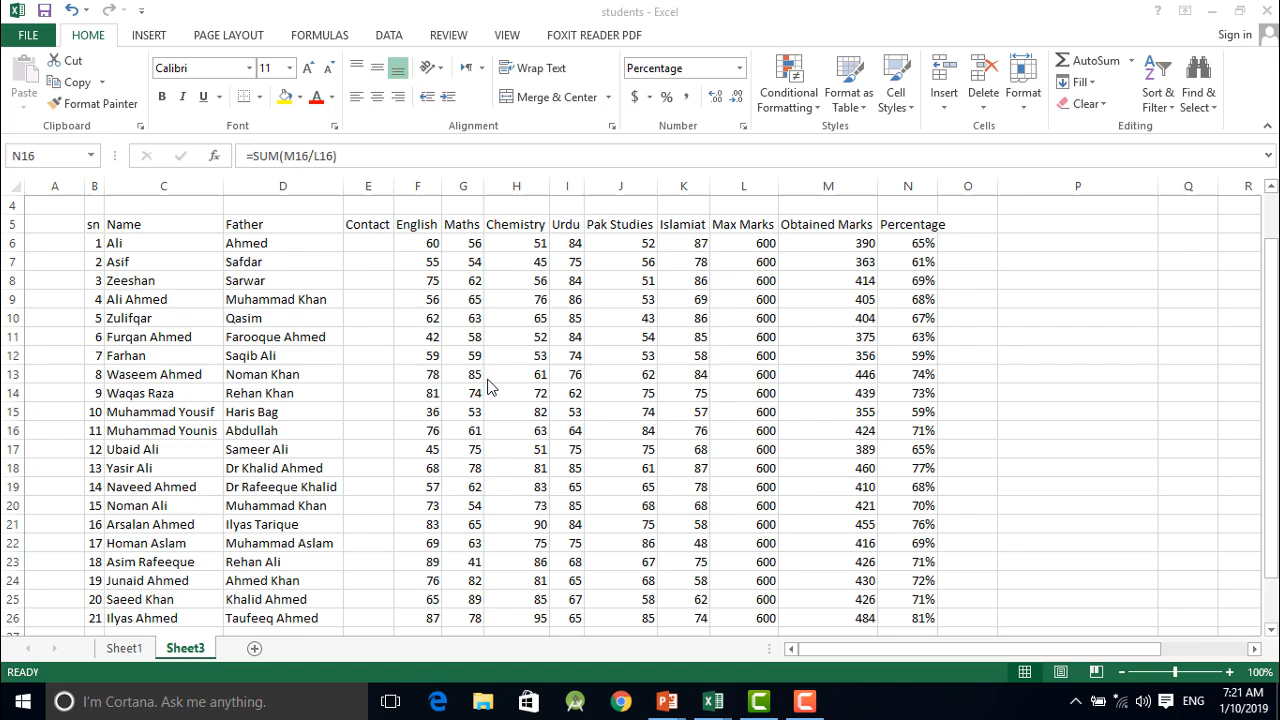 students - Excel
?
FILE HOME INSERT PAGE LAYOUT FORMULAS DATA REVIEW VIEW FOXIT READER PDF Sign in
Paste Cut Copy Format Painter
Clipboard
Calibri 11
B I U
Font
Wrap Text
Merge & Center
Alignment
Percentage
$ % ,
Number
Conditional Formatting Format as Table Cell Styles
Styles
Insert Delete Format
Cells
AutoSum
Fill
Clear
Sort & Filter Find & Select
Editing
N16 fx =SUM(M16/L16)
A B C D E F G H I J K L M N O P Q R
4
5 sn Name Father Contact English Maths Chemistry Urdu Pak Studies Islamiat Max Marks Obtained Marks Percentage
6 1 Ali Ahmed 60 56 51 84 52 87 600 390 65%
7 2 Asif Safdar 55 54 45 75 56 78 600 363 61%
8 3 Zeeshan Sarwar 75 62 56 84 51 86 600 414 69%
9 4 Ali Ahmed Muhammad Khan 56 65 76 86 53 69 600 405 68%
10 5 Zulifqar Qasim 62 63 65 85 43 86 600 404 67%
11 6 Furqan Ahmed Farooque Ahmed 42 58 52 84 54 85 600 375 63%
12 7 Farhan Saqib Ali 59 59 53 74 53 58 600 356 59%
13 8 Waseem Ahmed Noman Khan 78 85 61 76 62 84 600 446 74%
14 9 Waqas Raza Rehan Khan 81 74 72 62 75 75 600 439 73%
15 10 Muhammad Yousif Haris Bag 36 53 82 53 74 57 600 355 59%
16 11 Muhammad Younis Abdullah 76 61 63 64 84 76 600 424 71%
17 12 Ubaid Ali Sameer Ali 45 75 51 75 75 68 600 389 65%
18 13 Yasir Ali Dr Khalid Ahmed 68 78 81 85 61 87 600 460 77%
19 14 Naveed Ahmed Dr Rafeeque Khalid 57 62 83 65 65 78 600 410 68%
20 15 Noman Ali Muhammad Khan 73 54 73 85 68 68 600 421 70%
21 16 Arsalan Ahmed Ilyas Tarique 83 65 90 84 75 58 600 455 76%
22 17 Homan Aslam Muhammad Aslam 69 63 75 75 86 48 600 416 69%
23 18 Asim Rafeeque Rehan Ali 89 41 86 68 67 75 600 426 71%
24 19 Junaid Ahmed Ahmed Khan 76 82 81 65 68 58 600 430 72%
25 20 Saeed Khan Khalid Ahmed 65 89 85 67 58 62 600 426 71%
26 21 Ilyas Ahmed Taufeeq Ahmed 87 78 95 65 85 74 600 484 81%
Sheet1 Sheet3
READY 100%
I'm Cortana. Ask me anything. ENG 7:21 AM
1/10/2019